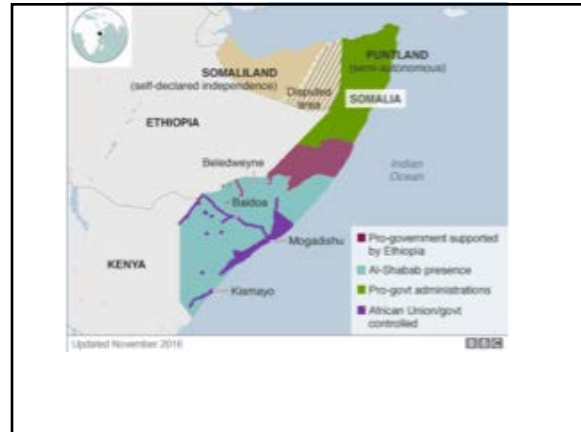 PUNTLAND
(semi-autonomous)
SOMALILAND
(self-declared independence)
Disputed
area
SOMALIA
ETHIOPIA
Beledweyne
Indian
Ocean
Baidoa
Mogadishu
KENYA
Kismayo
Pro-government supported
by Ethiopia
Al-Shabab presence
Pro-govt administrations
African Union/govt
controlled
Updated November 2016
BBC